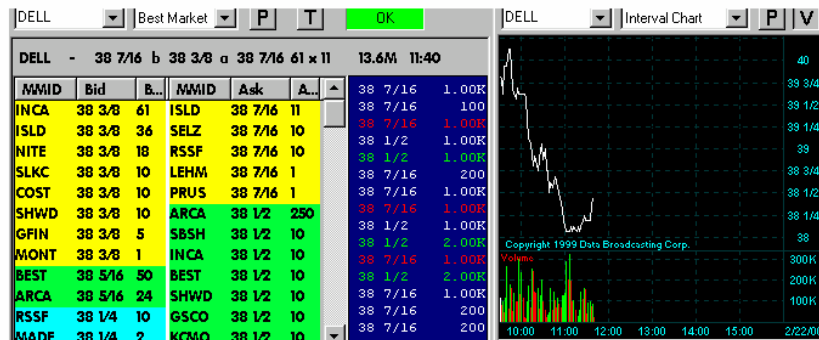 DELL Best Market P T OK
DELL - 38 7/16 b 38 3/8 a 38 7/16 61 x 11 13.6M 11:40
MMID Bid B... MMID Ask A...
INCA 38 3/8 61 ISLD 38 7/16 11
ISLD 38 3/8 36 SELZ 38 7/16 10
NITE 38 3/8 18 RSSF 38 7/16 10
SLKC 38 3/8 10 LEHM 38 7/16 1
COST 38 3/8 10 PRUS 38 7/16 1
SHWD 38 3/8 10 ARCA 38 1/2 250
GFIN 38 3/8 5 SBSH 38 1/2 10
MONT 38 3/8 1 INCA 38 1/2 10
BEST 38 5/16 50 BEST 38 1/2 10
ARCA 38 5/16 24 SHWD 38 1/2 10
RSSF 38 1/4 10 GSCO 38 1/2 10
MADF 38 1/4 2 KCMO 38 1/2 10
38 7/16 1.00K
38 7/16 100
38 7/16 1.00K
38 1/2 1.00K
38 1/2 1.00K
38 7/16 200
38 7/16 1.00K
38 7/16 1.00K
38 1/2 1.00K
38 1/2 2.00K
38 7/16 1.00K
38 1/2 2.00K
38 7/16 1.00K
38 7/16 200
38 7/16 200
DELL Interval Chart P V
40
39 3/4
39 1/2
39 1/4
39
38 3/4
38 1/2
38 1/4
38
Copyright 1999 Data Broadcasting Corp.
Volume
300K
200K
100K
10:00 11:00 12:00 13:00 14:00 15:00 2/22/00